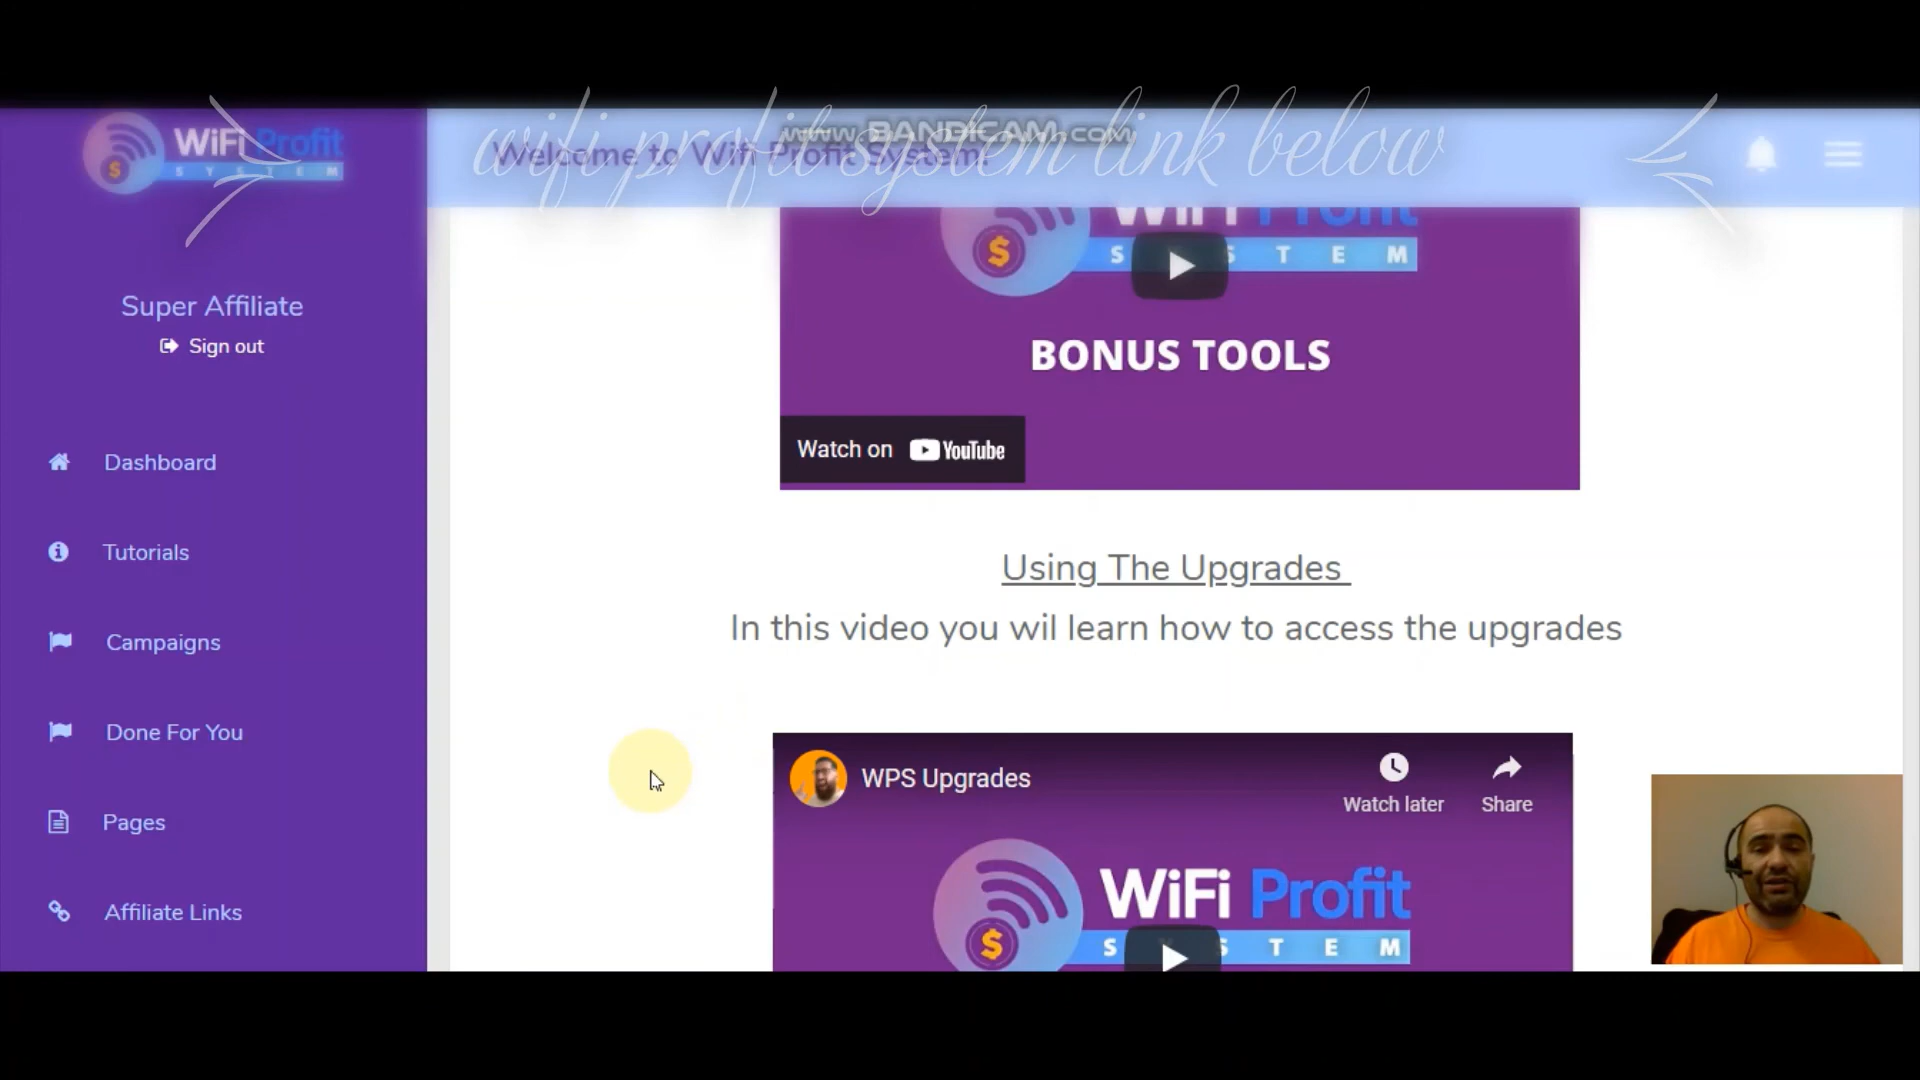 wifi profit system link below
www.BANDICAM.com
WiFi Profit
SYSTEM
Welcome to Wifi Profit System!
WiFi Profit
SYSTEM
Super Affiliate
Sign out
BONUS TOOLS
Watch on YouTube
Dashboard
Tutorials
Campaigns
Done For You
Pages
Affiliate Links
Using The Upgrades
In this video you wil learn how to access the upgrades
WPS Upgrades
Watch later
Share
WiFi Profit
SYSTEM